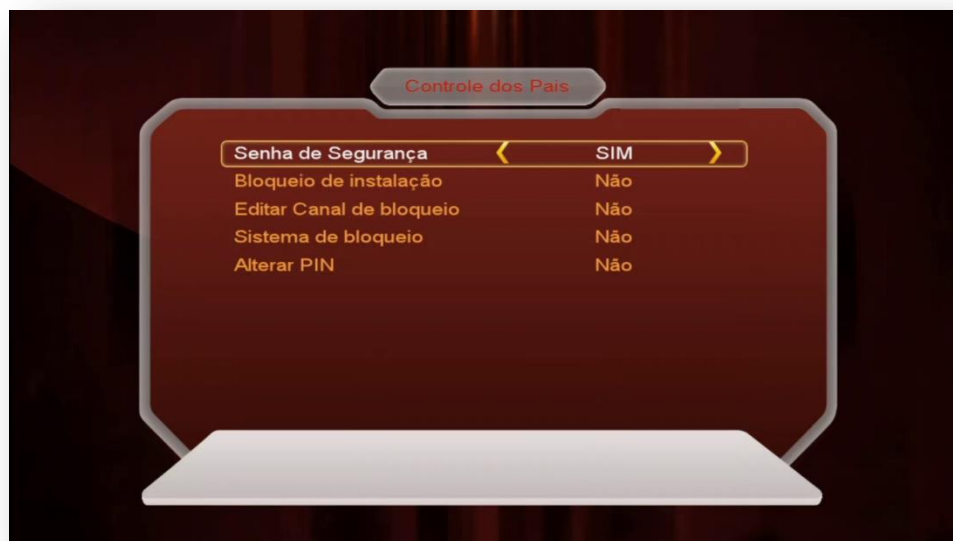 Controle dos Pais
Senha de Segurança SIM
Bloqueio de instalação Não
Editar Canal de bloqueio Não
Sistema de bloqueio Não
Alterar PIN Não